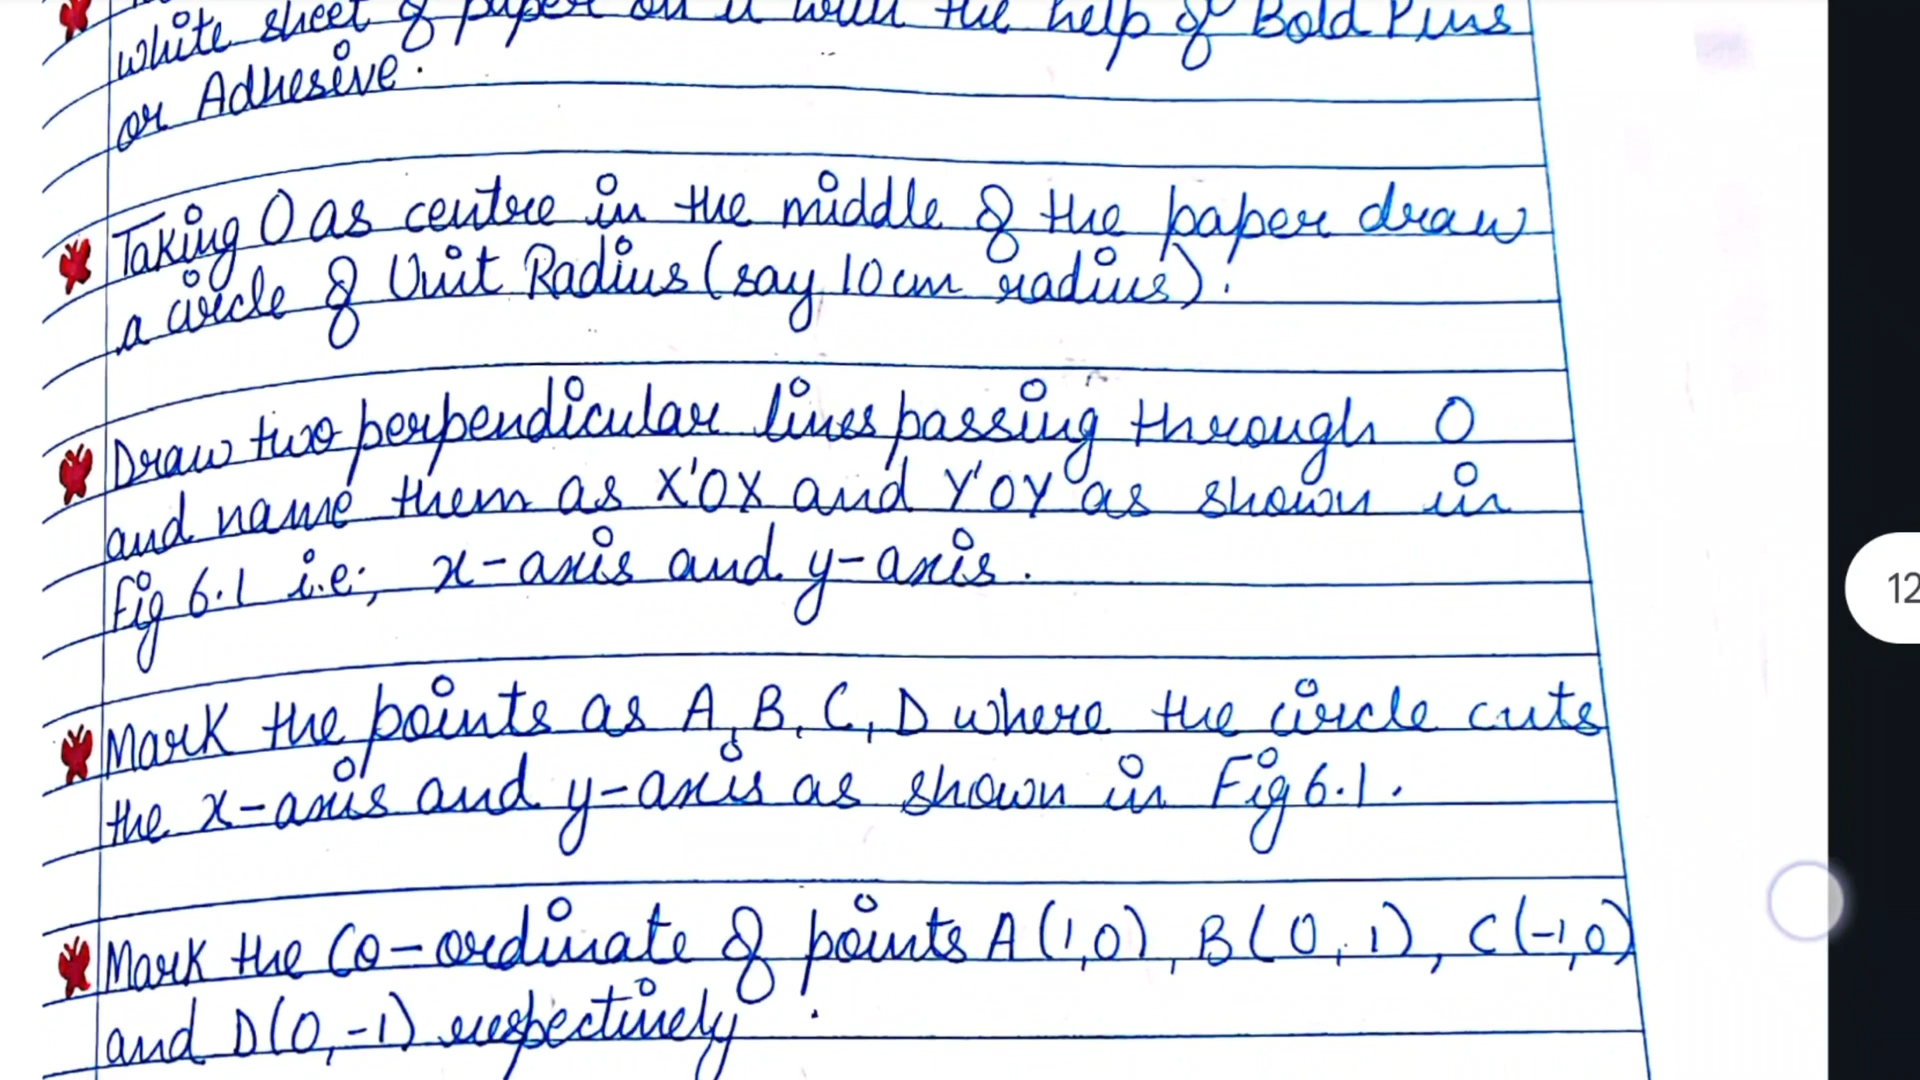 white sheet of paper on it with the help of Bold Pins
or Adhesive.
Taking O as centre in the middle of the paper draw
a circle of Unit Radius (say 10 cm radius).
Draw two perpendicular lines passing through O
and name them as X'OX and Y'OY as shown in
Fig 6.1 i.e; x-axis and y-axis.
Mark the points as A, B, C, D where the circle cuts
the x-axis and y-axis as shown in Fig 6.1.
Mark the Co-ordinate of points A(1,0), B(0,1), C(-1,0)
and D(0,-1) respectively.
12